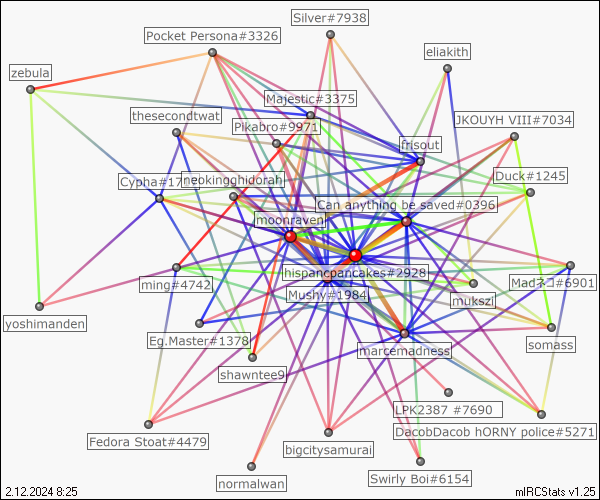 Silver#7938
Pocket Persona#3326
eliakith
zebula
Majestic#3375
thesecondtwat
JKOUYH VIII#7034
Pikabro#9971
frisout
Duck#1245
neokingghidorah
Can anything be saved#0396
moonraven
hispancpancakes#2928
ming#4742
Madネコ#6901
Mushy#1984
mukszi
yoshimanden
Eg.Master#1378
somass
marcemadness
shawntee9
LPK2387 #7690
DacobDacob hORNY police#5271
Fedora Stoat#4479
bigcitysamurai
normalwan
Swirly Boi#6154
2.12.2024 8:25
mIRCStats v1.25